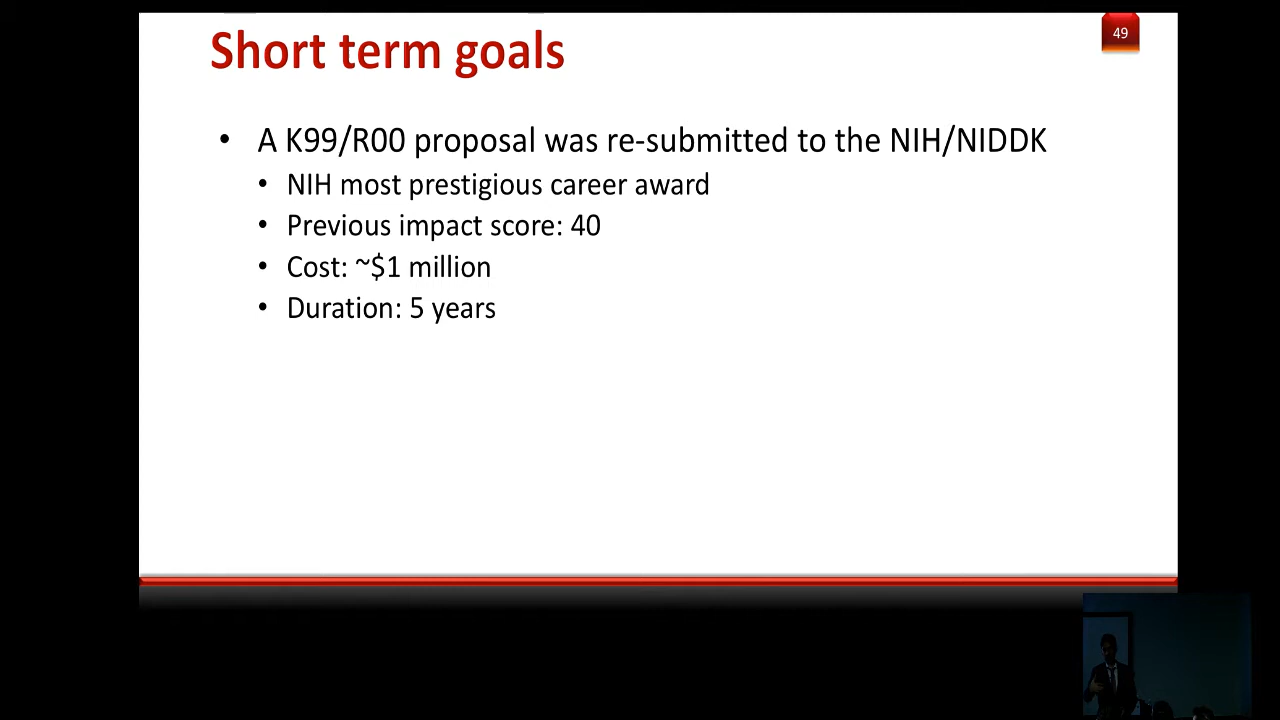 Short term goals
49
• A K99/R00 proposal was re-submitted to the NIH/NIDDK
• NIH most prestigious career award
• Previous impact score: 40
• Cost: ~$1 million
• Duration: 5 years